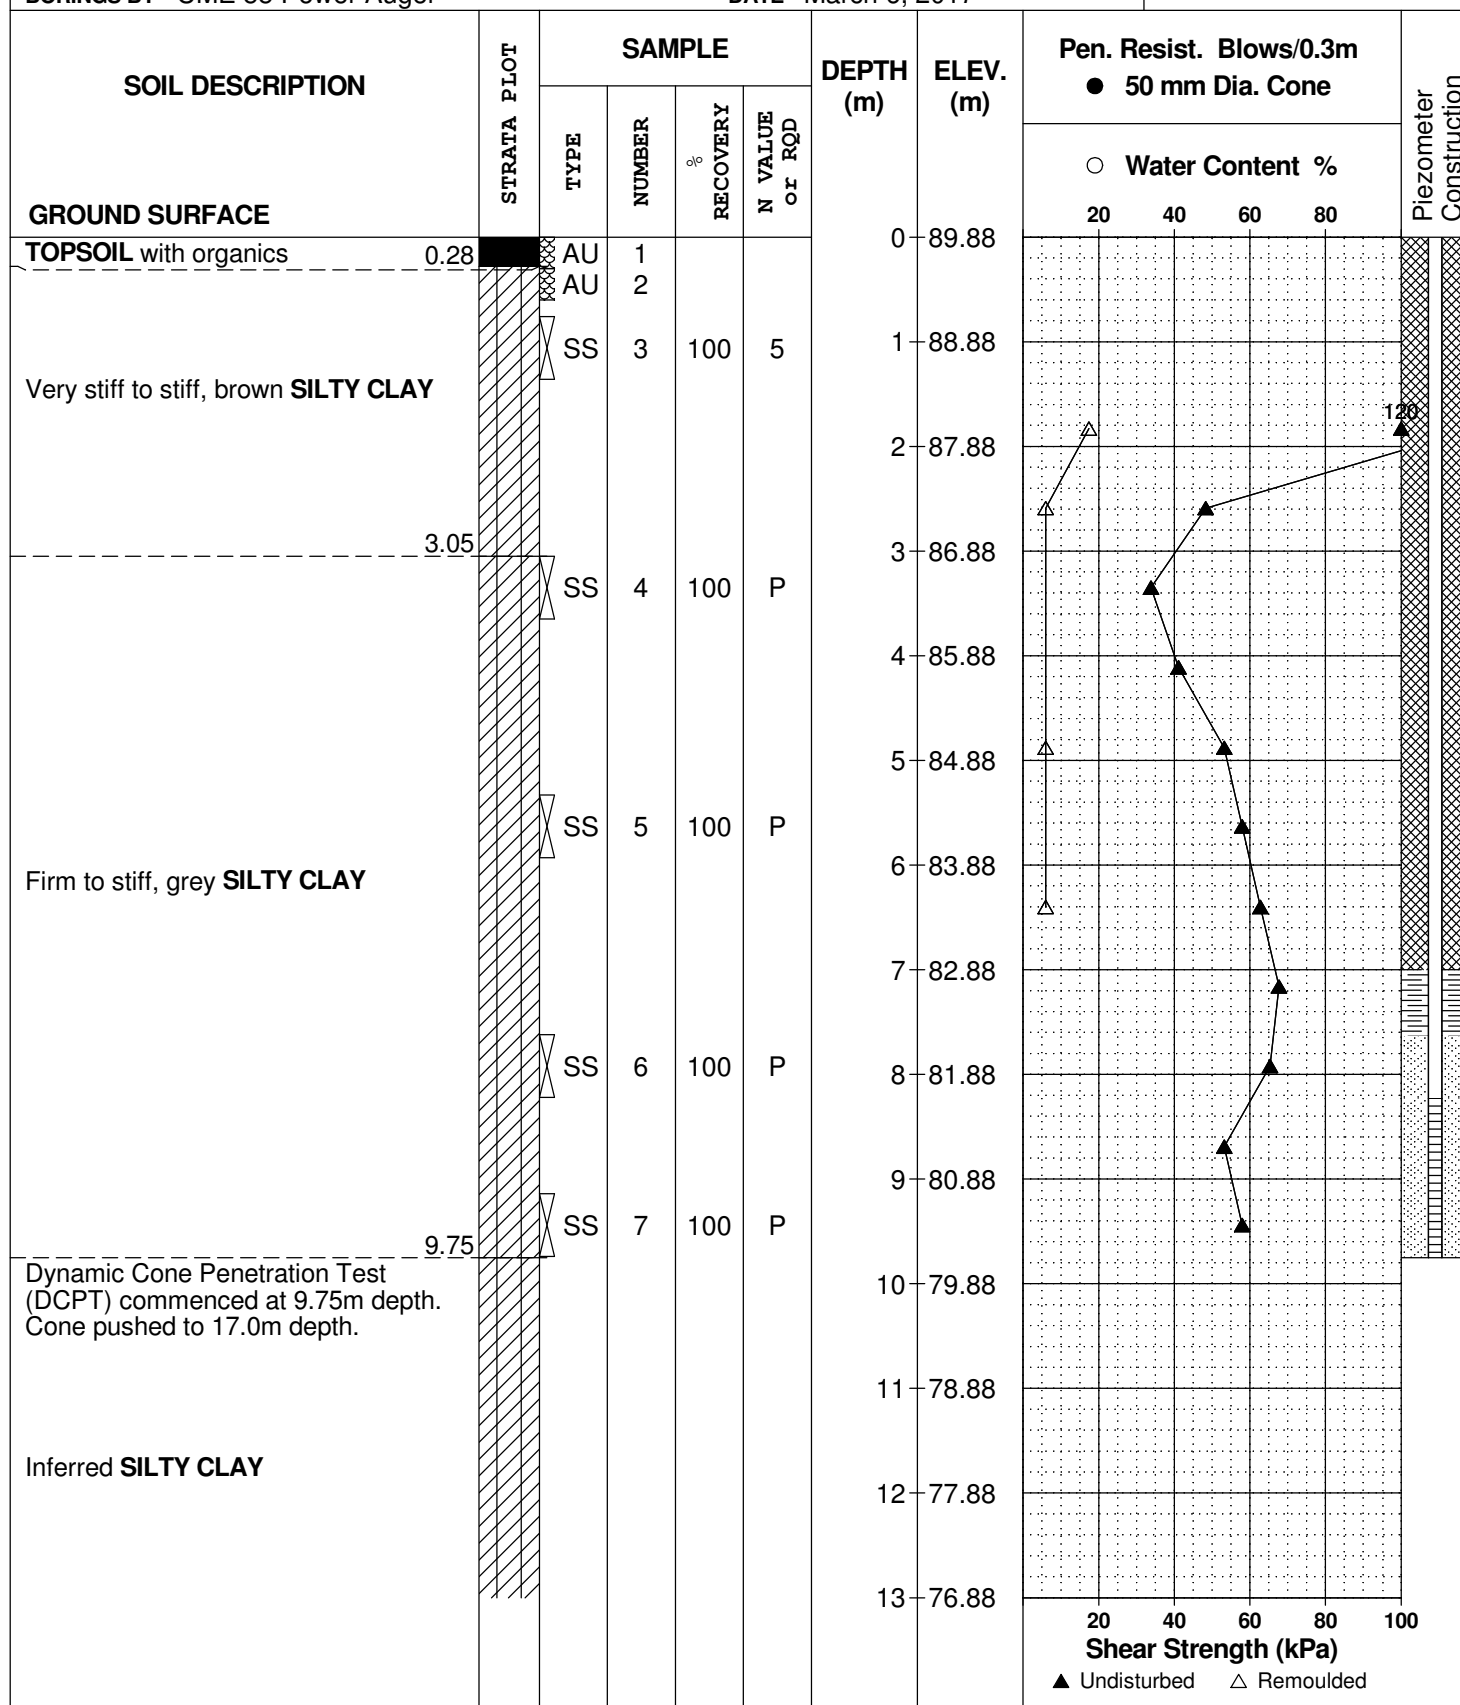 SOIL DESCRIPTION
GROUND SURFACE
STRATA PLOT
SAMPLE
TYPE
NUMBER
% RECOVERY
N VALUE
or RQD
DEPTH
(m)
ELEV.
(m)
Pen. Resist. Blows/0.3m
● 50 mm Dia. Cone
○ Water Content %
20 40 60 80
Piezometer
Construction
TOPSOIL with organics 0.28 AU 1
0 89.88
AU 2
SS 3 100 5
1 88.88
Very stiff to stiff, brown SILTY CLAY
120
2 87.88
3.05
3 86.88
SS 4 100 P
4 85.88
5 84.88
SS 5 100 P
6 83.88
Firm to stiff, grey SILTY CLAY
7 82.88
SS 6 100 P
8 81.88
9 80.88
SS 7 100 P
9.75
Dynamic Cone Penetration Test
(DCPT) commenced at 9.75m depth.
Cone pushed to 17.0m depth.
10 79.88
11 78.88
Inferred SILTY CLAY
12 77.88
13 76.88
20 40 60 80 100
Shear Strength (kPa)
▲ Undisturbed △ Remoulded